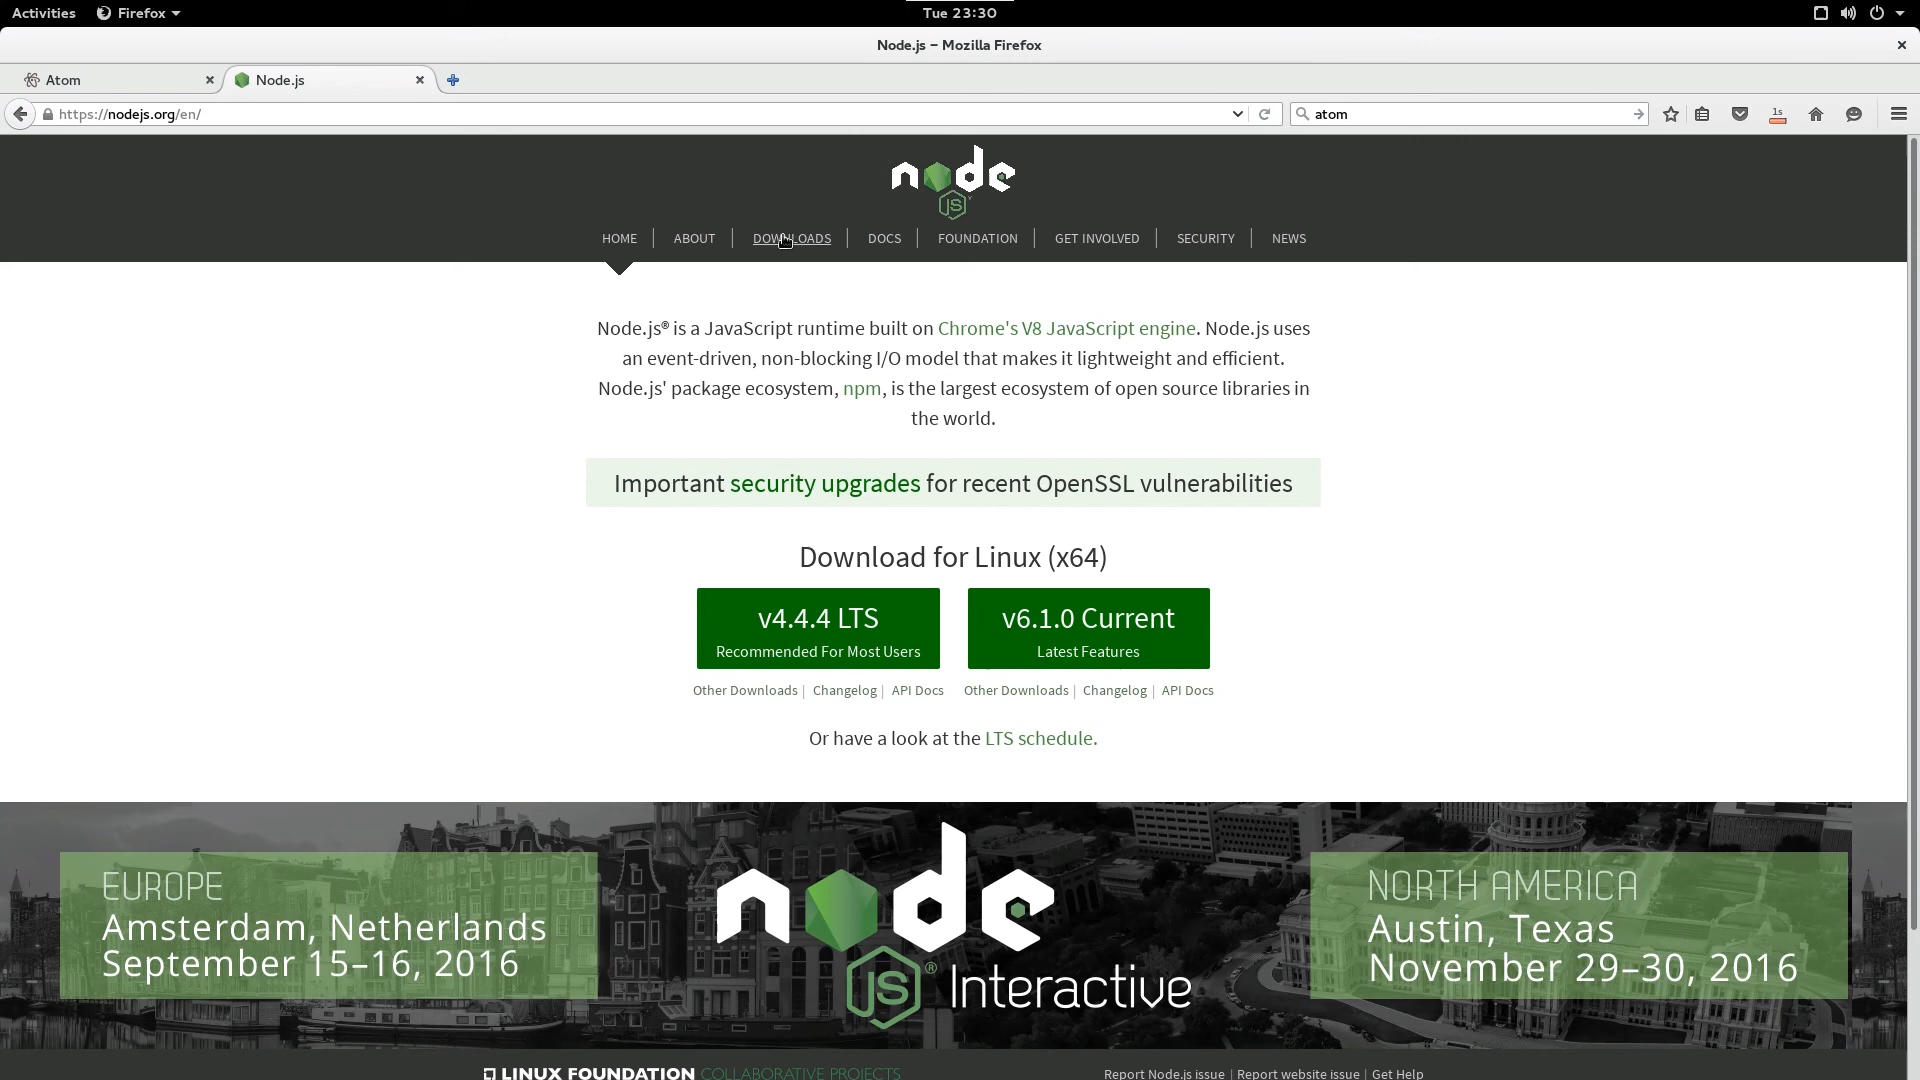 Activities Firefox Tue 23:30
Node.js – Mozilla Firefox
Atom Node.js
https://nodejs.org/en/ atom 1s
node
JS
HOME ABOUT DOWNLOADS DOCS FOUNDATION GET INVOLVED SECURITY NEWS
Node.js® is a JavaScript runtime built on Chrome's V8 JavaScript engine. Node.js uses
an event-driven, non-blocking I/O model that makes it lightweight and efficient.
Node.js' package ecosystem, npm, is the largest ecosystem of open source libraries in
the world.
Important security upgrades for recent OpenSSL vulnerabilities
Download for Linux (x64)
v4.4.4 LTS
Recommended For Most Users
v6.1.0 Current
Latest Features
Other Downloads | Changelog | API Docs
Other Downloads | Changelog | API Docs
Or have a look at the LTS schedule.
EUROPE
Amsterdam, Netherlands
September 15–16, 2016
node
JS® Interactive
NORTH AMERICA
Austin, Texas
November 29–30, 2016
LINUX FOUNDATION COLLABORATIVE PROJECTS
Report Node.js issue | Report website issue | Get Help